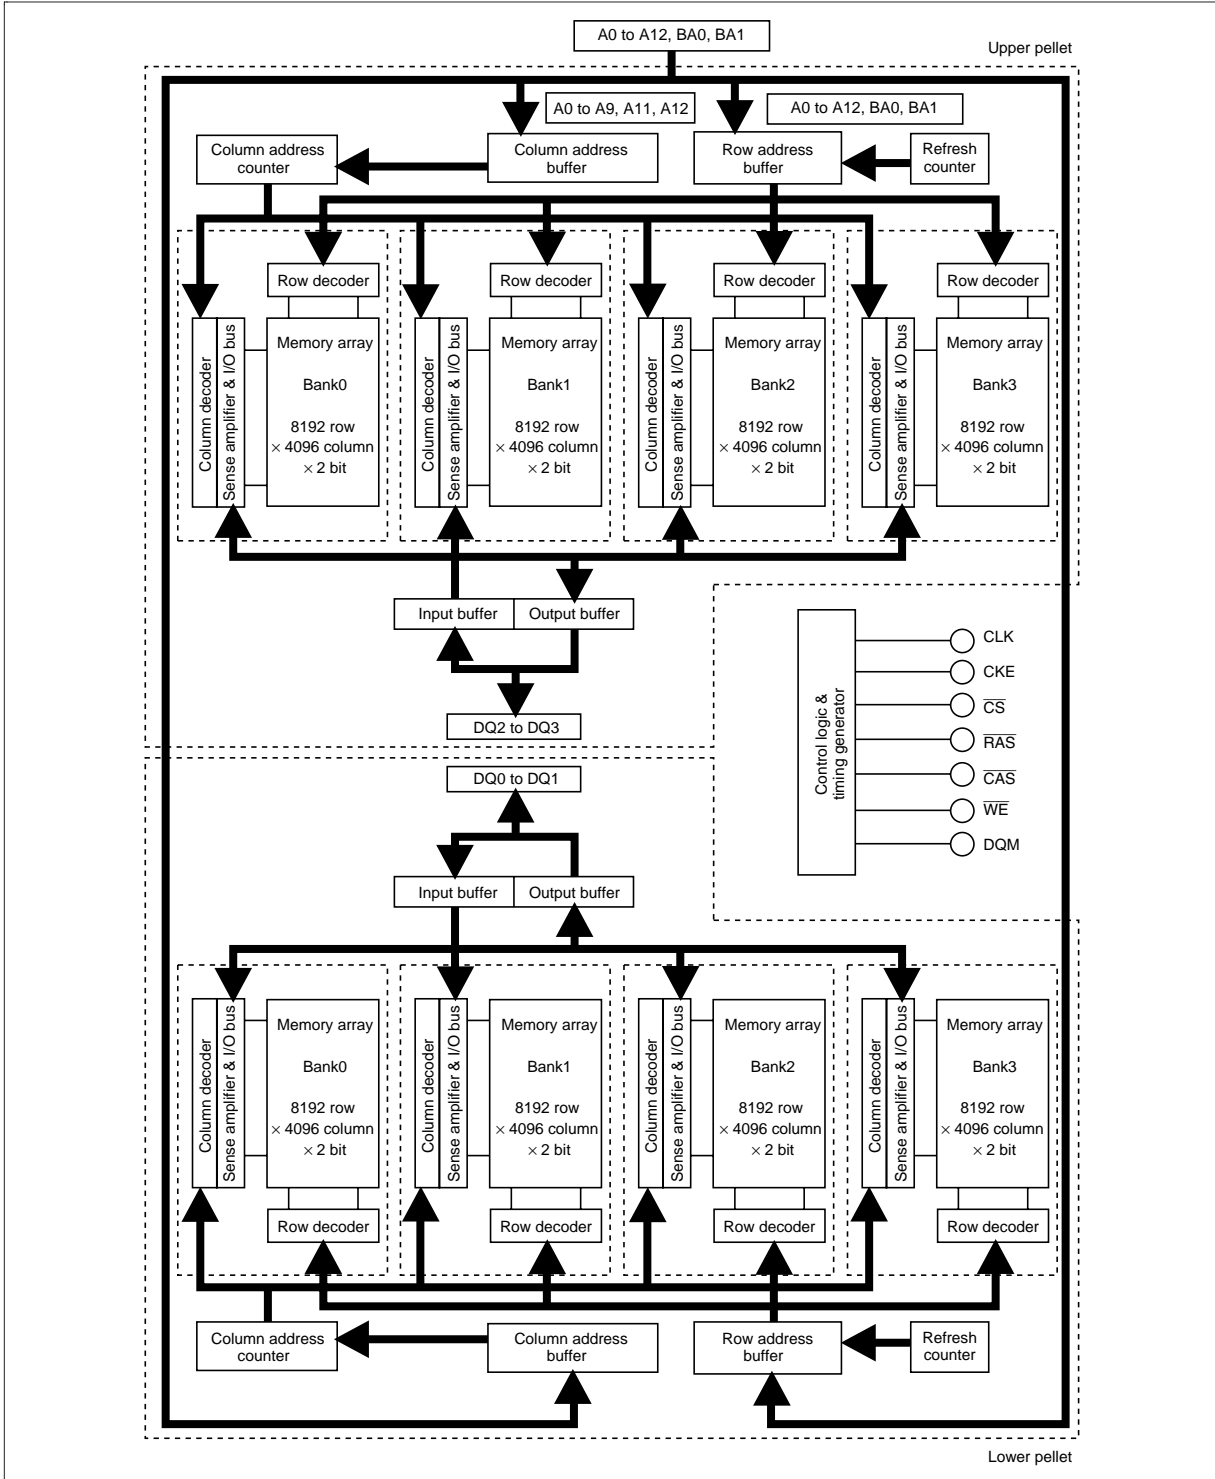 A0 to A12, BA0, BA1
Upper pellet
A0 to A9, A11, A12
A0 to A12, BA0, BA1
Column address
counter
Column address
buffer
Row address
buffer
Refresh
counter
Row decoder
Row decoder
Row decoder
Row decoder
Column decoder
Sense amplifier & I/O bus
Memory array
Bank0
8192 row
× 4096 column
× 2 bit
Column decoder
Sense amplifier & I/O bus
Memory array
Bank1
8192 row
× 4096 column
× 2 bit
Column decoder
Sense amplifier & I/O bus
Memory array
Bank2
8192 row
× 4096 column
× 2 bit
Column decoder
Sense amplifier & I/O bus
Memory array
Bank3
8192 row
× 4096 column
× 2 bit
Input buffer
Output buffer
DQ2 to DQ3
Control logic &
timing generator
CLK
CKE
C̅S̅
R̅A̅S̅
C̅A̅S̅
W̅E̅
DQM
DQ0 to DQ1
Input buffer
Output buffer
Column decoder
Sense amplifier & I/O bus
Memory array
Bank0
8192 row
× 4096 column
× 2 bit
Column decoder
Sense amplifier & I/O bus
Memory array
Bank1
8192 row
× 4096 column
× 2 bit
Column decoder
Sense amplifier & I/O bus
Memory array
Bank2
8192 row
× 4096 column
× 2 bit
Column decoder
Sense amplifier & I/O bus
Memory array
Bank3
8192 row
× 4096 column
× 2 bit
Row decoder
Row decoder
Row decoder
Row decoder
Column address
counter
Column address
buffer
Row address
buffer
Refresh
counter
Lower pellet